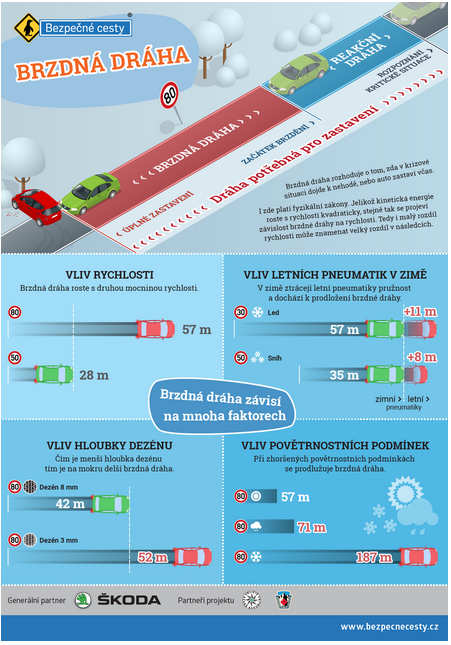 Bezpečné cesty
BRZDNÁ DRÁHA
80
REAKČNÍ
DRÁHA
ROZPOZNÁNÍ
KRITICKÉ SITUACE
BRZDNÁ DRÁHA
ZAČÁTEK BRZDĚNÍ
Dráha potřebná pro zastavení
ÚPLNÉ ZASTAVENÍ
Brzdná dráha rozhoduje o tom, zda v krizové
situaci dojde k nehodě, nebo auto zastaví včas.
I zde platí fyzikální zákony. Jelikož kinetická energie
roste s rychlostí kvadraticky, stejně tak se projeví
závislost brzdné dráhy na rychlosti. Tedy i malý rozdíl
rychlosti může znamenat velký rozdíl v následcích.
VLIV RYCHLOSTI
Brzdná dráha roste s druhou mocninou rychlosti.
80
57 m
50
28 m
VLIV LETNÍCH PNEUMATIK V ZIMĚ
V zimě ztrácejí letní pneumatiky pružnost
a dochází k prodloužení brzdné dráhy.
30 Led +11 m
57 m
50 Sníh +8 m
35 m
zimní letní
pneumatiky
Brzdná dráha závisí
na mnoha faktorech
VLIV HLOUBKY DEZÉNU
Čím je menší hloubka dezénu
tím je na mokru delší brzdná dráha.
80 Dezén 8 mm
42 m
80 Dezén 3 mm
52 m
VLIV POVĚTRNOSTNÍCH PODMÍNEK
Při zhoršených povětrnostních podmínkách
se prodlužuje brzdná dráha.
80 57 m
80 71 m
80 187 m
Generální partner ŠKODA Partneři projektu
www.bezpecnecesty.cz